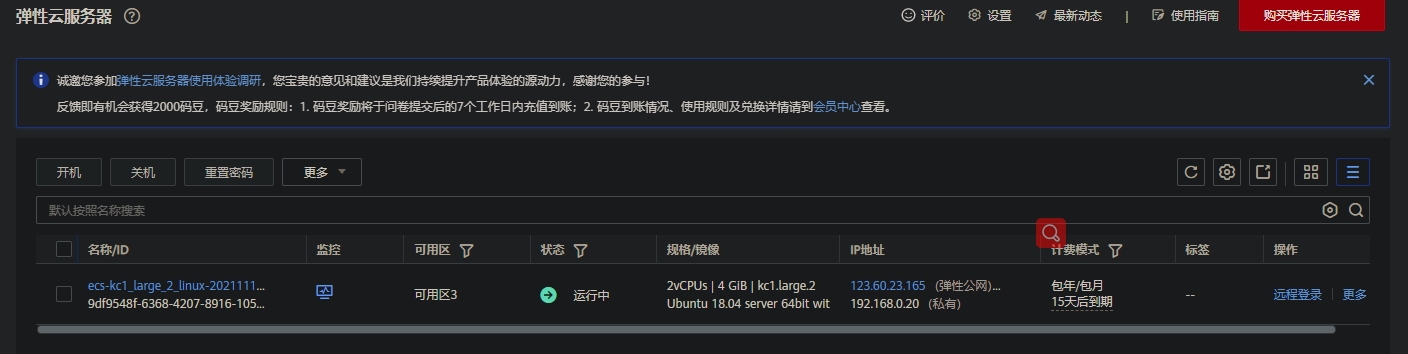 弹性云服务器
评价
设置
最新动态
|
使用指南
购买弹性云服务器
诚邀您参加弹性云服务器使用体验调研，您宝贵的意见和建议是我们持续提升产品体验的源动力，感谢您的参与！
反馈即有机会获得2000码豆，码豆奖励规则：1. 码豆奖励将于问卷提交后的7个工作日内充值到账；2. 码豆到账情况、使用规则及兑换详情请到会员中心查看。
开机
关机
重置密码
更多
默认按照名称搜索
名称/ID
监控
可用区
状态
规格/镜像
IP地址
计费模式
标签
操作
ecs-kc1_large_2_linux-2021111...
9df9548f-6368-4207-8916-105...
可用区3
运行中
2vCPUs | 4 GiB | kc1.large.2
Ubuntu 18.04 server 64bit wit
123.60.23.165 （弹性公网）...
192.168.0.20 （私有）
包年/包月
15天后到期
--
远程登录
更多